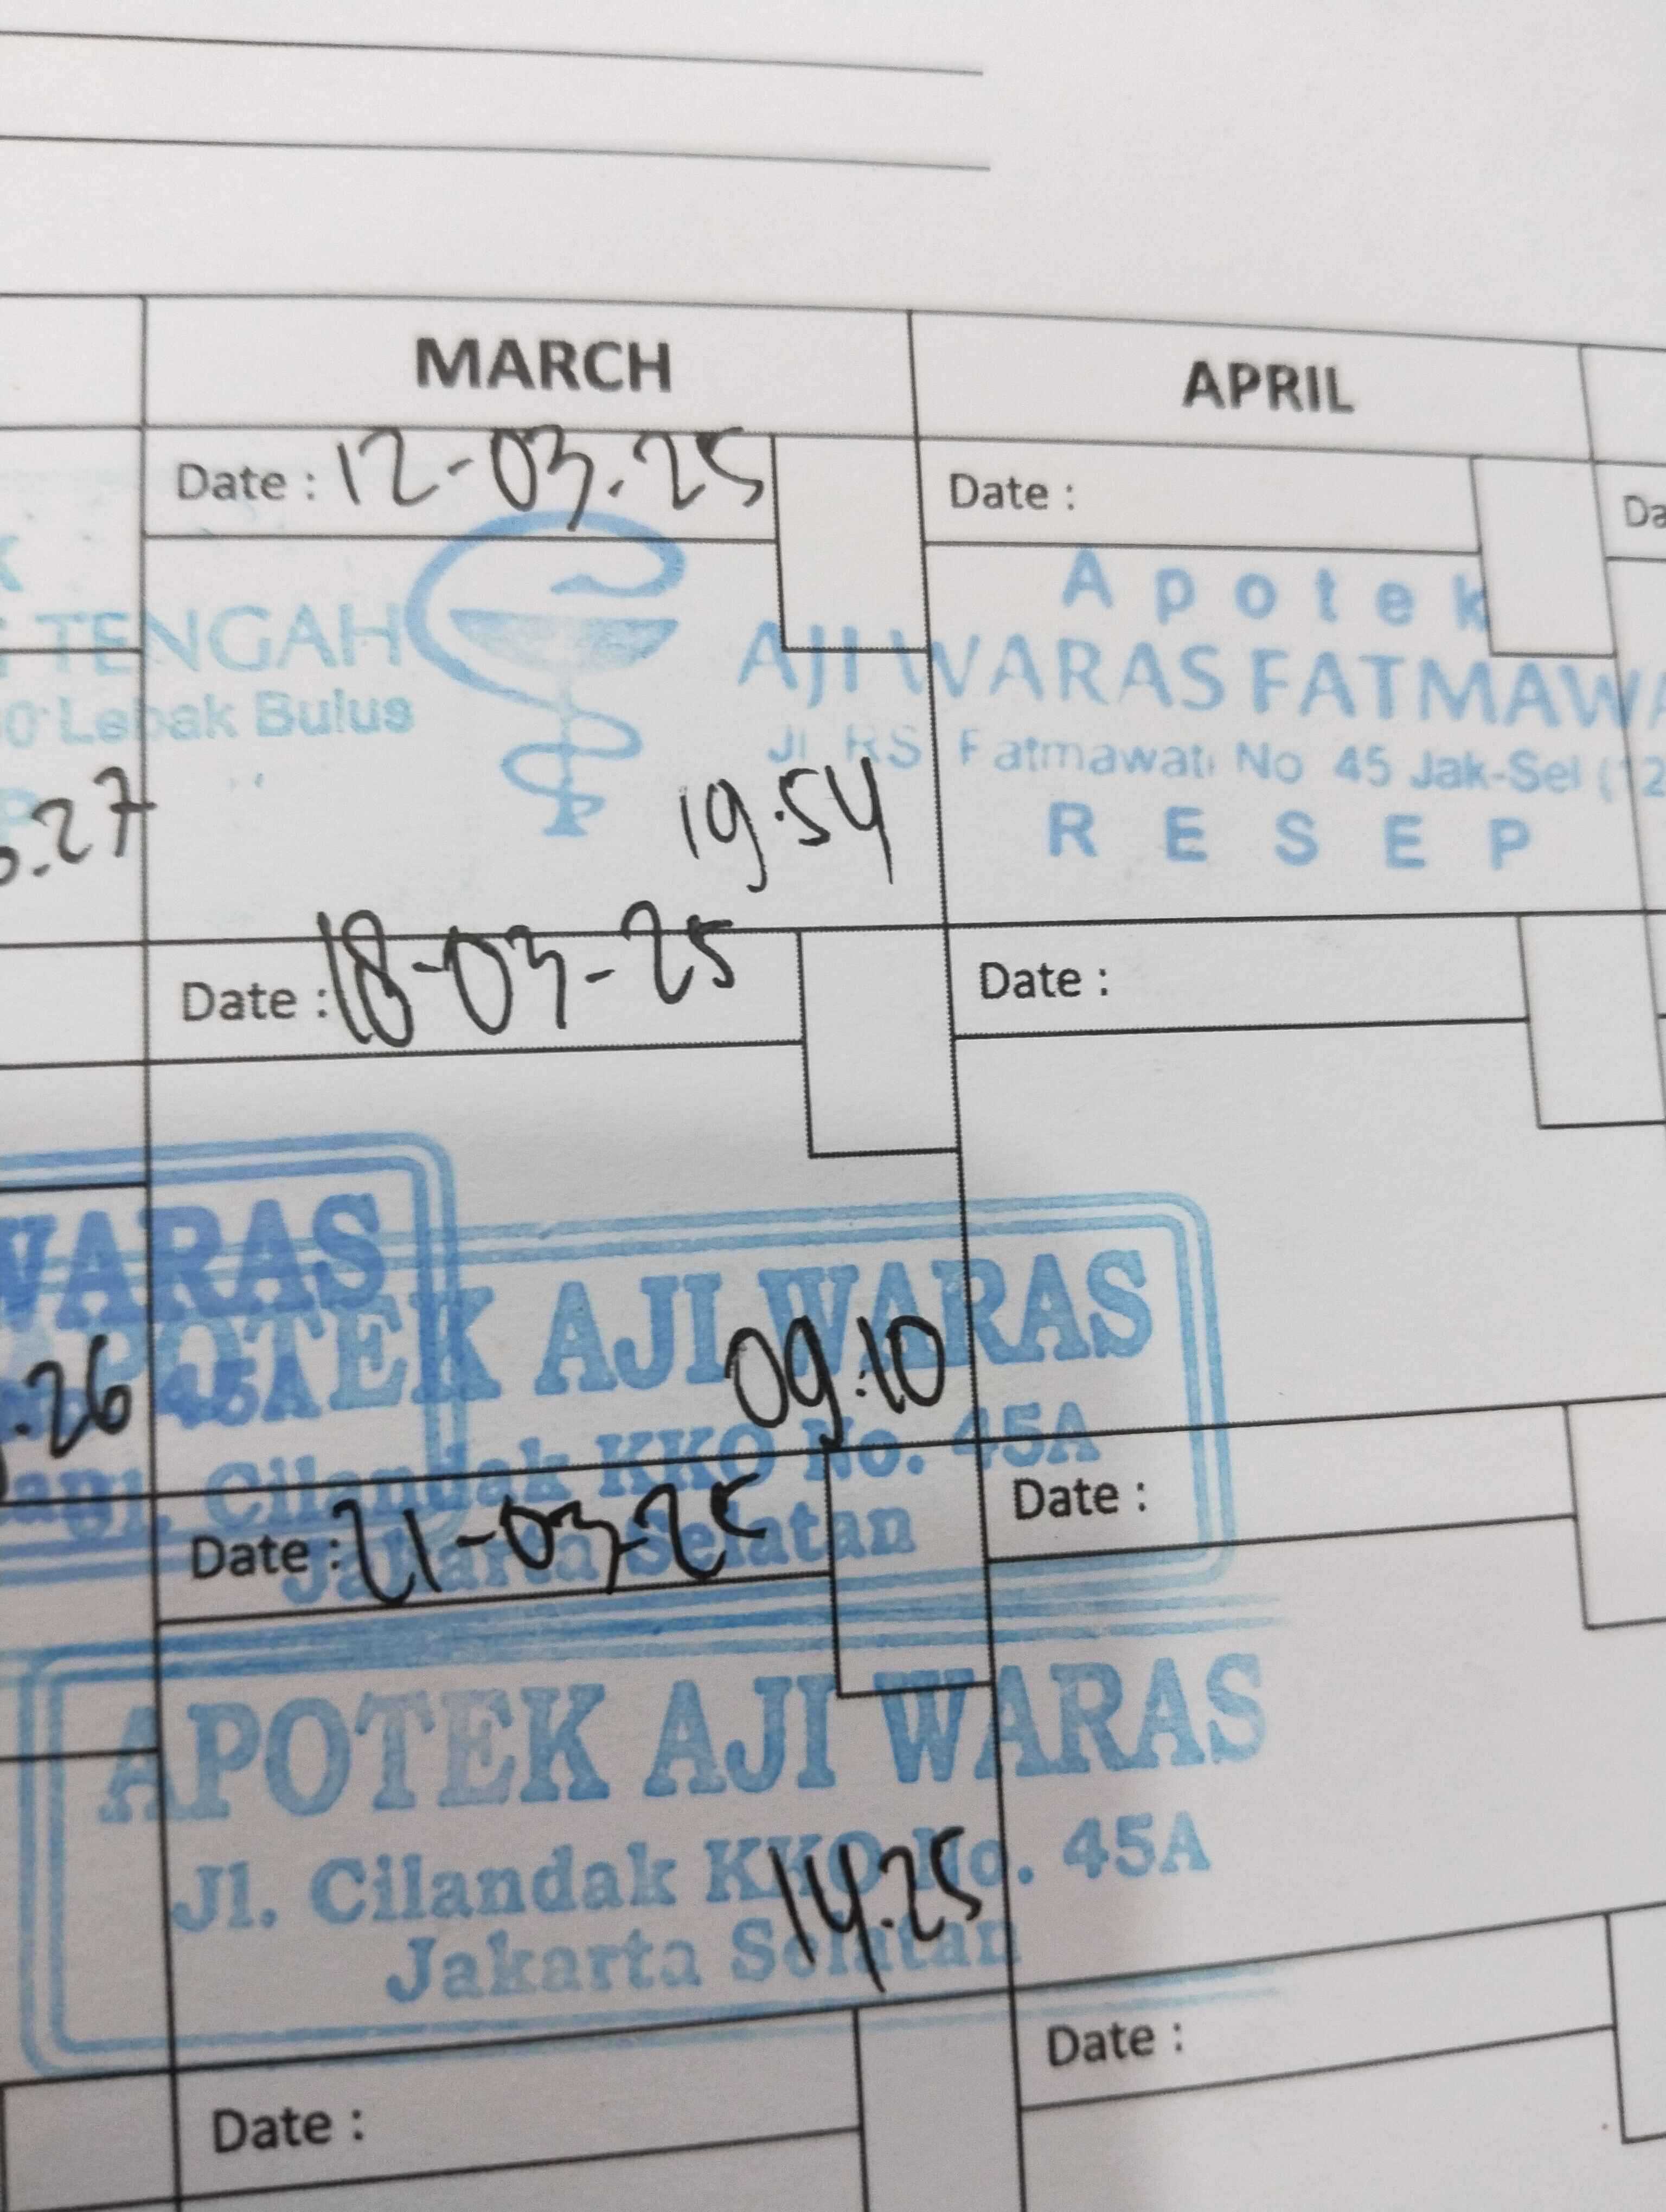 MARCH
APRIL
Date : 12-03.25
Date :
Da
TENGAH
Lebak Bulus
.27
Apotek
AJI WARAS FATMAWA
Jl RS Fatmawati No 45 Jak-Sel (12
RESEP
19.54
Date : 18-03-25
Date :
WARAS
45A
.26
APOTEK AJI WARAS
Jl. Cilandak KKO No. 45A
Jakarta Selatan
09.10
Date : 21-03-25
Date :
APOTEK AJI WARAS
Jl. Cilandak KKO No. 45A
Jakarta Selatan
14.25
Date :
Date :